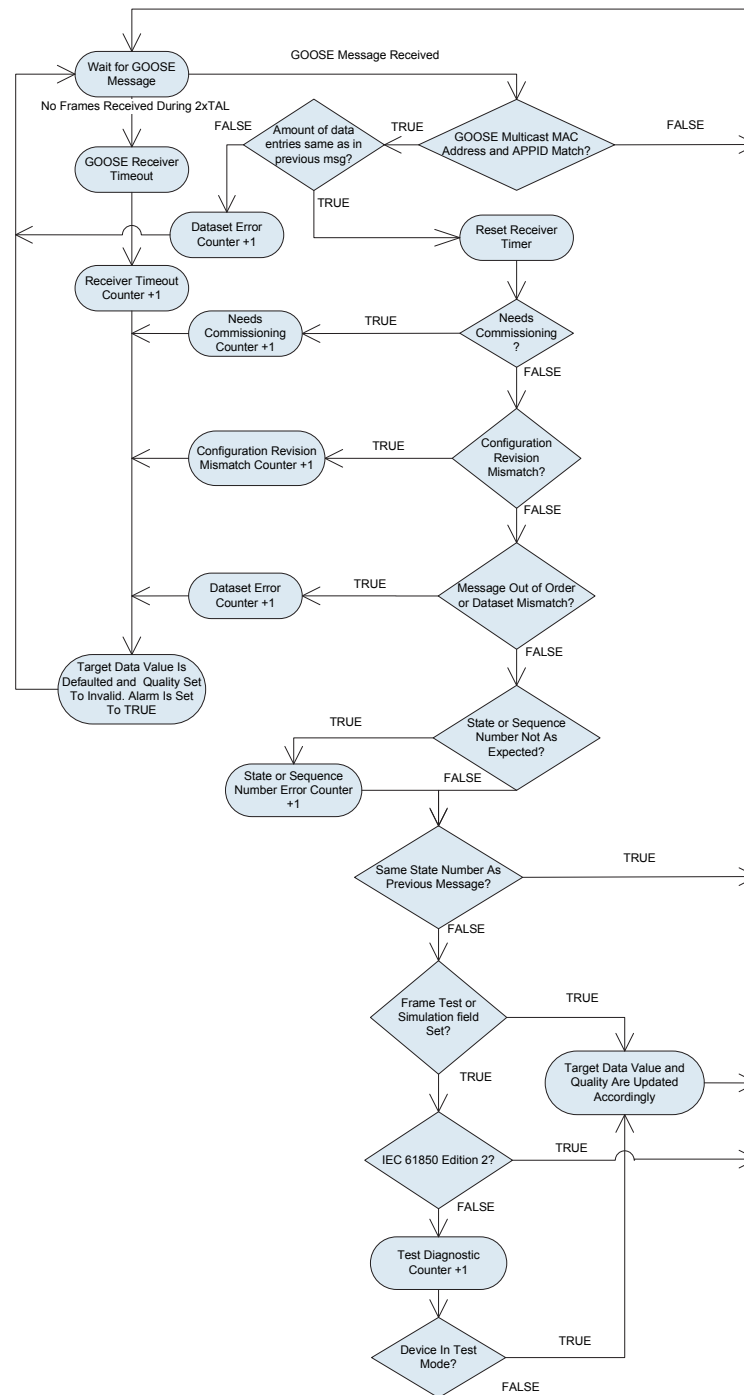 GOOSE Message Received
Wait for GOOSE
Message
No Frames Received During 2xTAL
FALSE
Amount of data
entries same as in
previous msg?
TRUE
GOOSE Multicast MAC
Address and APPID Match?
FALSE
GOOSE Receiver
Timeout
TRUE
Dataset Error
Counter +1
Reset Receiver
Timer
Receiver Timeout
Counter +1
Needs
Commissioning
Counter +1
TRUE
Needs
Commissioning
?
FALSE
Configuration Revision
Mismatch Counter +1
TRUE
Configuration
Revision
Mismatch?
FALSE
Dataset Error
Counter +1
TRUE
Message Out of Order
or Dataset Mismatch?
FALSE
Target Data Value Is
Defaulted and Quality Set
To Invalid. Alarm Is Set
To TRUE
TRUE
State or Sequence
Number Not As
Expected?
State or Sequence
Number Error Counter
+1
FALSE
Same State Number As
Previous Message?
TRUE
FALSE
Frame Test or
Simulation field
Set?
TRUE
TRUE
Target Data Value and
Quality Are Updated
Accordingly
IEC 61850 Edition 2?
TRUE
FALSE
Test Diagnostic
Counter +1
Device In Test
Mode?
TRUE
FALSE